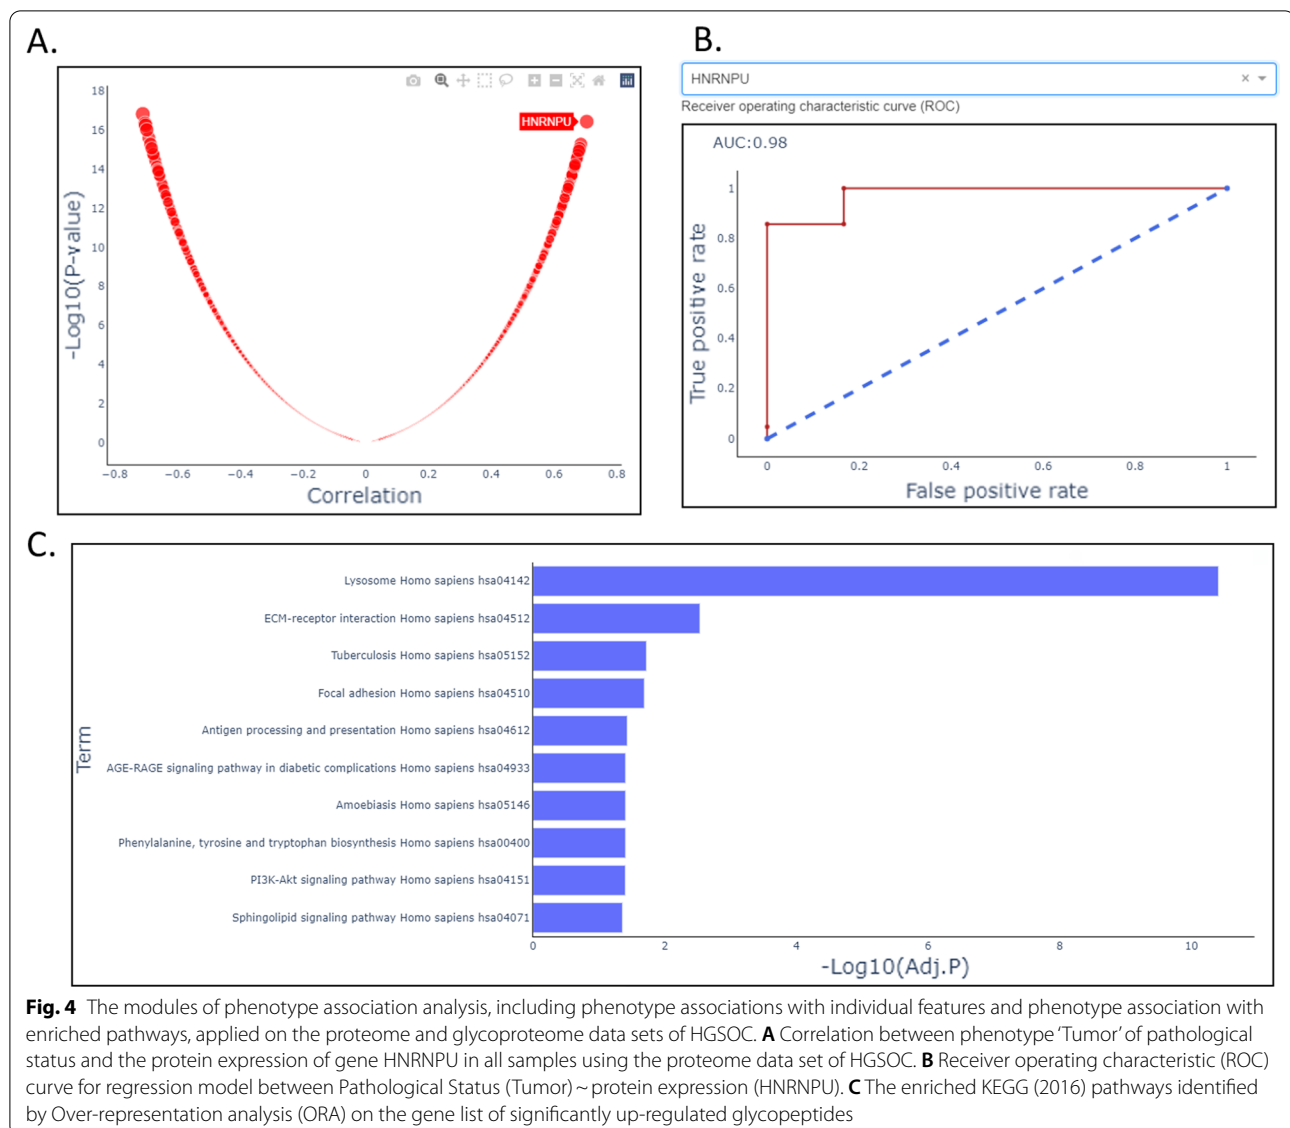 A.
HNRNPU
18
16
14
12
10
8
6
4
2
0
-Log10(P-value)
−0.8 −0.6 −0.4 −0.2 0 0.2 0.4 0.6 0.8
Correlation
B.
HNRNPU
Receiver operating characteristic curve (ROC)
AUC:0.98
1
0.8
0.6
0.4
0.2
0
True positive rate
0 0.2 0.4 0.6 0.8 1
False positive rate
C.
Term
Lysosome Homo sapiens hsa04142
ECM-receptor interaction Homo sapiens hsa04512
Tuberculosis Homo sapiens hsa05152
Focal adhesion Homo sapiens hsa04510
Antigen processing and presentation Homo sapiens hsa04612
AGE-RAGE signaling pathway in diabetic complications Homo sapiens hsa04933
Amoebiasis Homo sapiens hsa05146
Phenylalanine, tyrosine and tryptophan biosynthesis Homo sapiens hsa00400
PI3K-Akt signaling pathway Homo sapiens hsa04151
Sphingolipid signaling pathway Homo sapiens hsa04071
0 2 4 6 8 10
-Log10(Adj.P)
Fig. 4 The modules of phenotype association analysis, including phenotype associations with individual features and phenotype association with
enriched pathways, applied on the proteome and glycoproteome data sets of HGSOC. A Correlation between phenotype ‘Tumor’ of pathological
status and the protein expression of gene HNRNPU in all samples using the proteome data set of HGSOC. B Receiver operating characteristic (ROC)
curve for regression model between Pathological Status (Tumor) ~ protein expression (HNRNPU). C The enriched KEGG (2016) pathways identified
by Over-representation analysis (ORA) on the gene list of significantly up-regulated glycopeptides